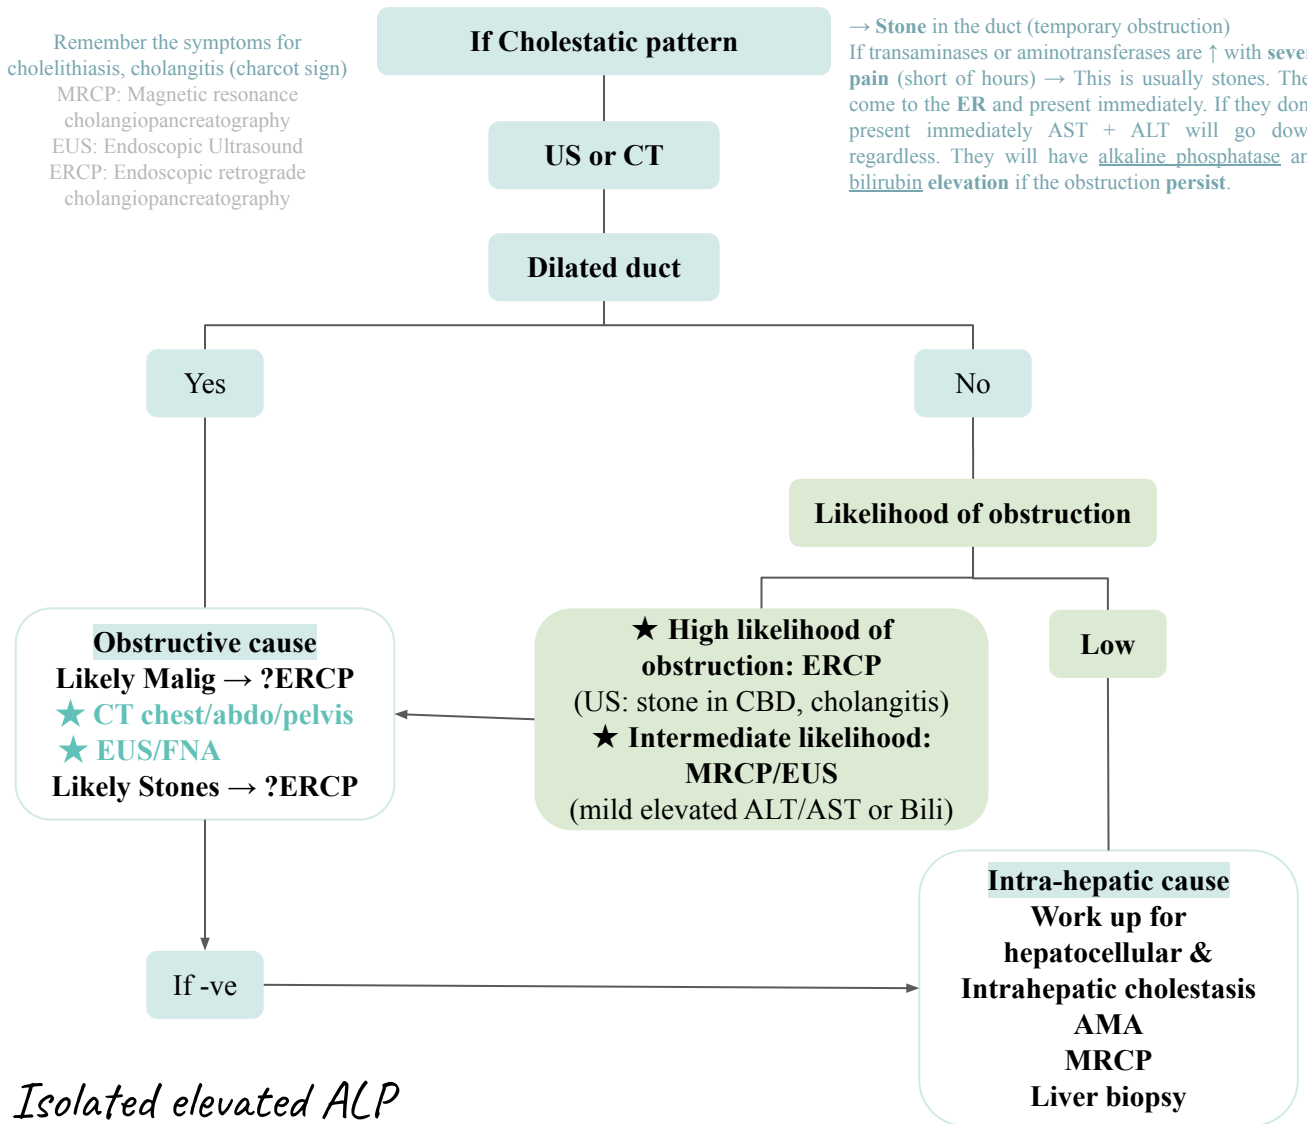 Remember the symptoms for
cholelithiasis, cholangitis (charcot sign)
MRCP: Magnetic resonance
cholangiopancreatography
EUS: Endoscopic Ultrasound
ERCP: Endoscopic retrograde
cholangiopancreatography
If Cholestatic pattern
→ Stone in the duct (temporary obstruction)
If transaminases or aminotransferases are ↑ with
pain (short of hours) → This is usually stones.
come to the ER and present immediately. If they
present immediately AST + ALT will go
regardless. They will have alkaline phosphatase
bilirubin elevation if the obstruction persist.
US or CT
Dilated duct
Yes
No
Likelihood of obstruction
Obstructive cause
Likely Malig → ?ERCP
★ CT chest/abdo/pelvis
★ EUS/FNA
Likely Stones → ?ERCP
★ High likelihood of
obstruction: ERCP
(US: stone in CBD, cholangitis)
★ Intermediate likelihood:
MRCP/EUS
(mild elevated ALT/AST or Bili)
Low
If -ve
Intra-hepatic cause
Work up for
hepatocellular &
Intrahepatic cholestasis
AMA
MRCP
Liver biopsy
Isolated elevated ALP